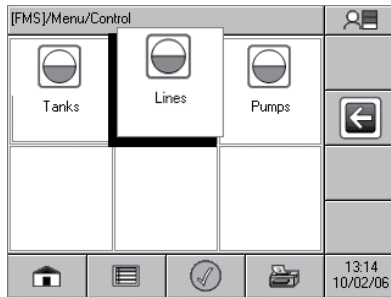 [FMS]/Menu/Control
Tanks
Lines
Pumps
13:14
10/02/06